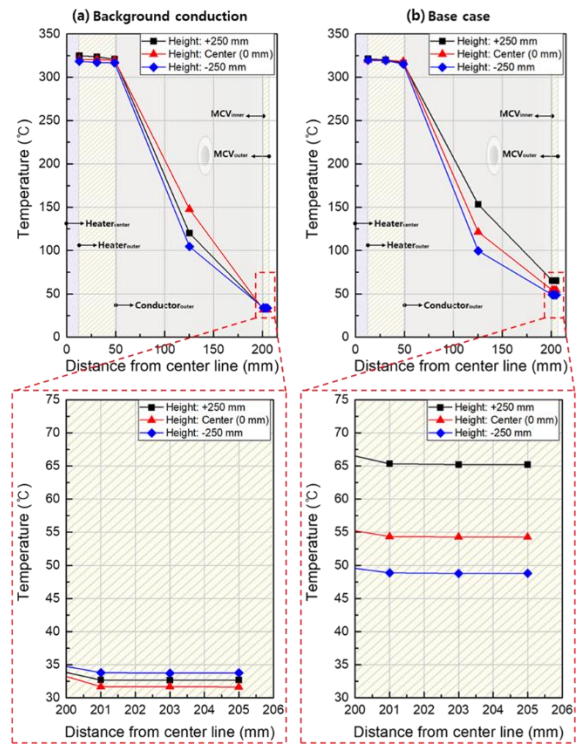 (a) Background conduction
350
325
300
250
200
150
100
50
0
Temperature (℃)
Height: +250 mm
Height: Center (0 mm)
Height: -250 mm
MCVinner
MCVouter
Heatercenter
Heaterouter
Conductorouter
0 50 100 150 200
Distance from center line (mm)
(b) Base case
350
325
300
250
200
150
100
50
0
Temperature (℃)
Height: +250 mm
Height: Center (0 mm)
Height: -250 mm
MCVinner
MCVouter
Heatercenter
Heaterouter
Conductorouter
0 50 100 150 200
Distance from center line (mm)
75
70
65
60
55
50
45
40
35
30
Temperature (℃)
Height: +250 mm
Height: Center (0 mm)
Height: -250 mm
200 201 202 203 204 205 206
Distance from center line (mm)
75
70
65
60
55
50
45
40
35
30
Temperature (℃)
Height: +250 mm
Height: Center (0 mm)
Height: -250 mm
200 201 202 203 204 205 206
Distance from center line (mm)